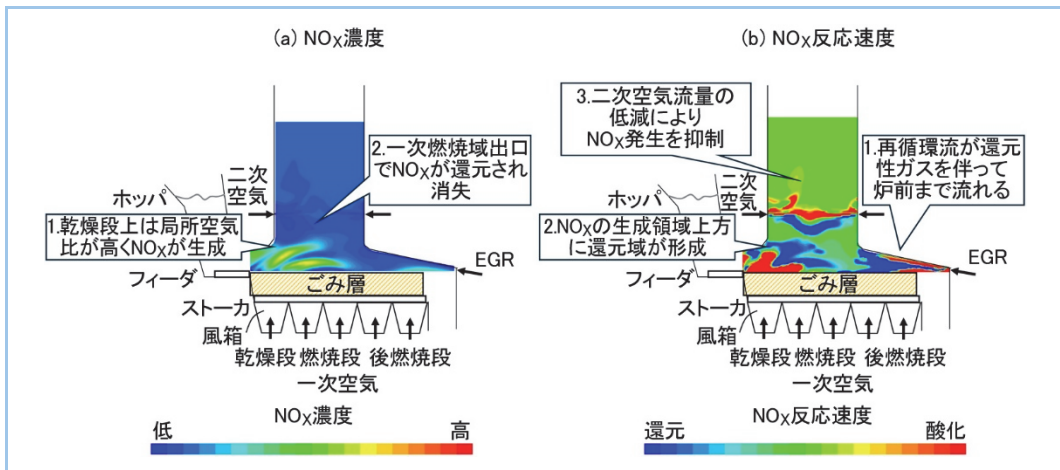 (a) NOX濃度
2.一次燃焼域出口
でNOXが還元され
消失
二次
空気
ホッパ
1.乾燥段上は局所空気
比が高くNOXが生成
フィーダ
EGR
ごみ層
ストーカ
風箱
乾燥段 燃焼段 後燃焼段
一次空気
NOX濃度
低
高
(b) NOX反応速度
3.二次空気流量の
低減により
NOX発生を抑制
1.再循環流が還元
性ガスを伴って
炉前まで流れる
二次
空気
ホッパ
2.NOXの生成領域上方
に還元域が形成
フィーダ
EGR
ごみ層
ストーカ
風箱
乾燥段 燃焼段 後燃焼段
一次空気
NOX反応速度
還元
酸化